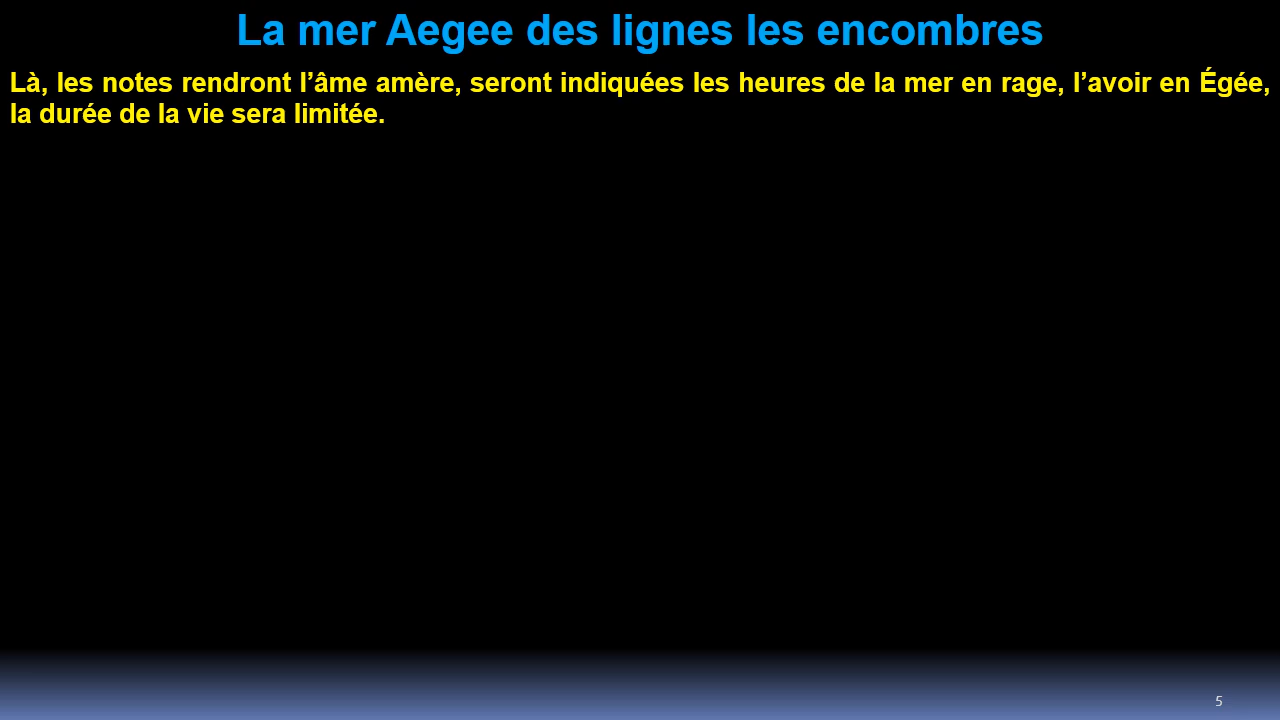 La mer Aegee des lignes les encombres
Là, les notes rendront l’âme amère, seront indiquées les heures de la mer en rage, l’avoir en Égée,
la durée de la vie sera limitée.
5